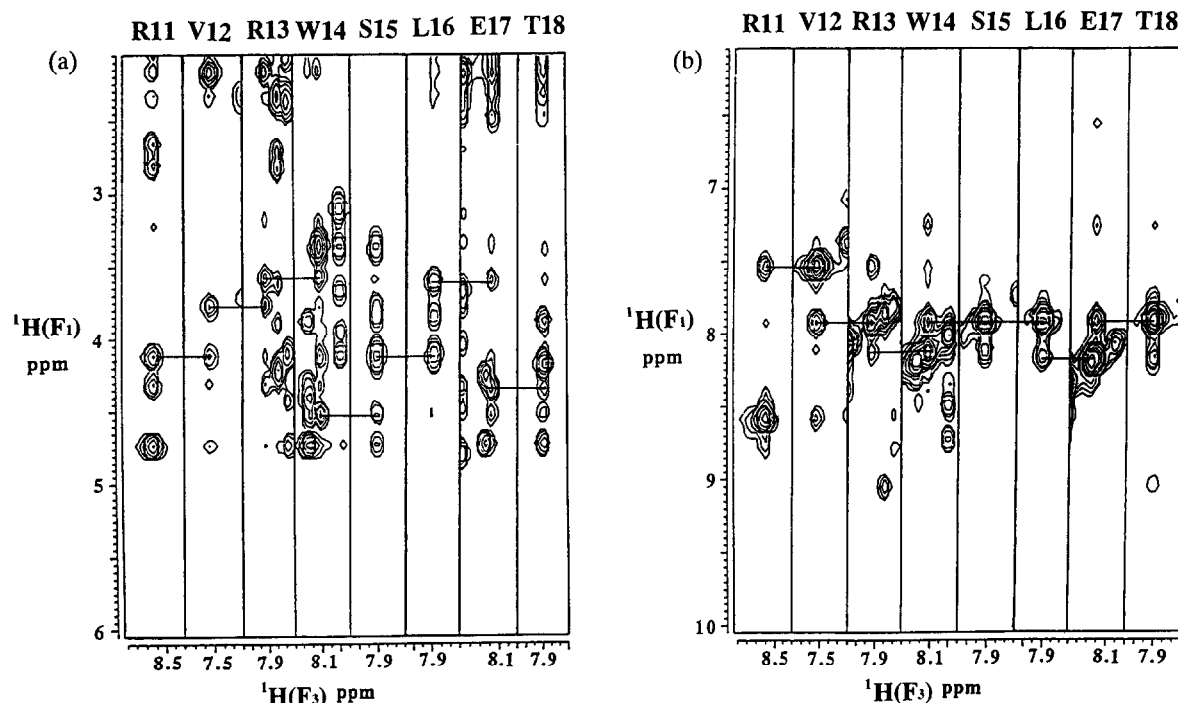 R11 V12 R13 W14 S15 L16 E17 T18
(a)
3
4
5
6
¹H(F₁)
ppm
8.5 7.5 7.9 8.1 7.9 7.9 8.1 7.9
¹H(F₃) ppm
R11 V12 R13 W14 S15 L16 E17 T18
(b)
7
8
9
10
¹H(F₁)
ppm
8.5 7.5 7.9 8.1 7.9 7.9 8.1 7.9
¹H(F₃) ppm